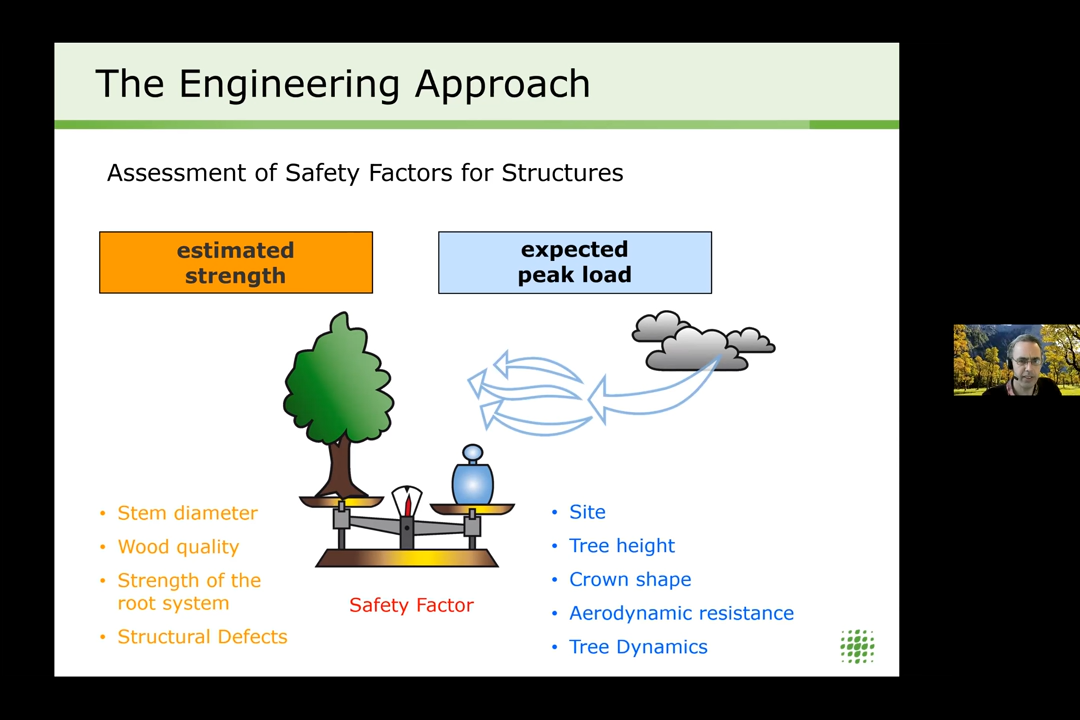 The Engineering Approach
Assessment of Safety Factors for Structures
estimated
strength
expected
peak load
• Stem diameter
• Wood quality
• Strength of the
root system
• Structural Defects
Safety Factor
• Site
• Tree height
• Crown shape
• Aerodynamic resistance
• Tree Dynamics